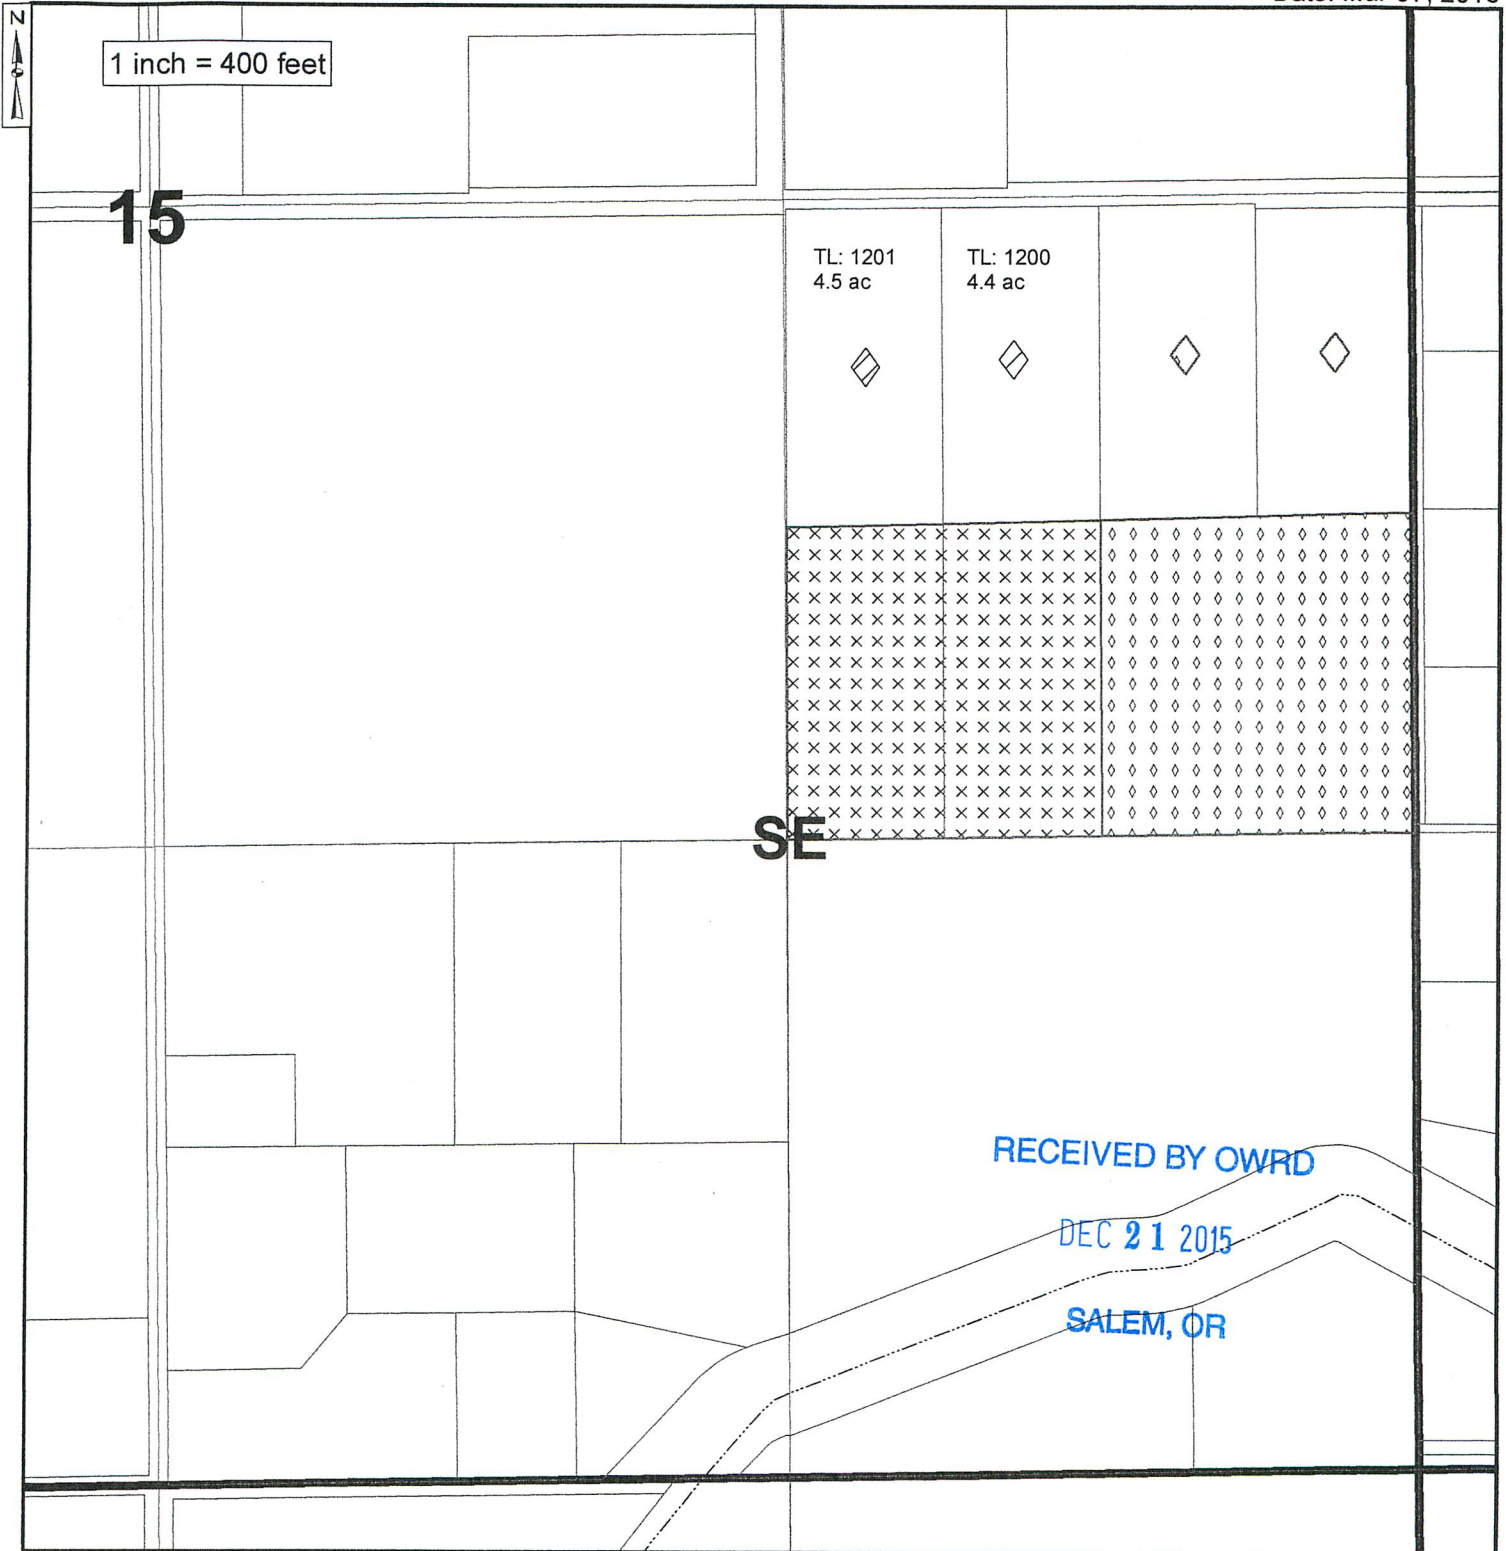 N
1 inch = 400 feet
15
TL: 1201
4.5 ac
TL: 1200
4.4 ac
SE
RECEIVED BY OWRD
DEC 21 2015
SALEM, OR